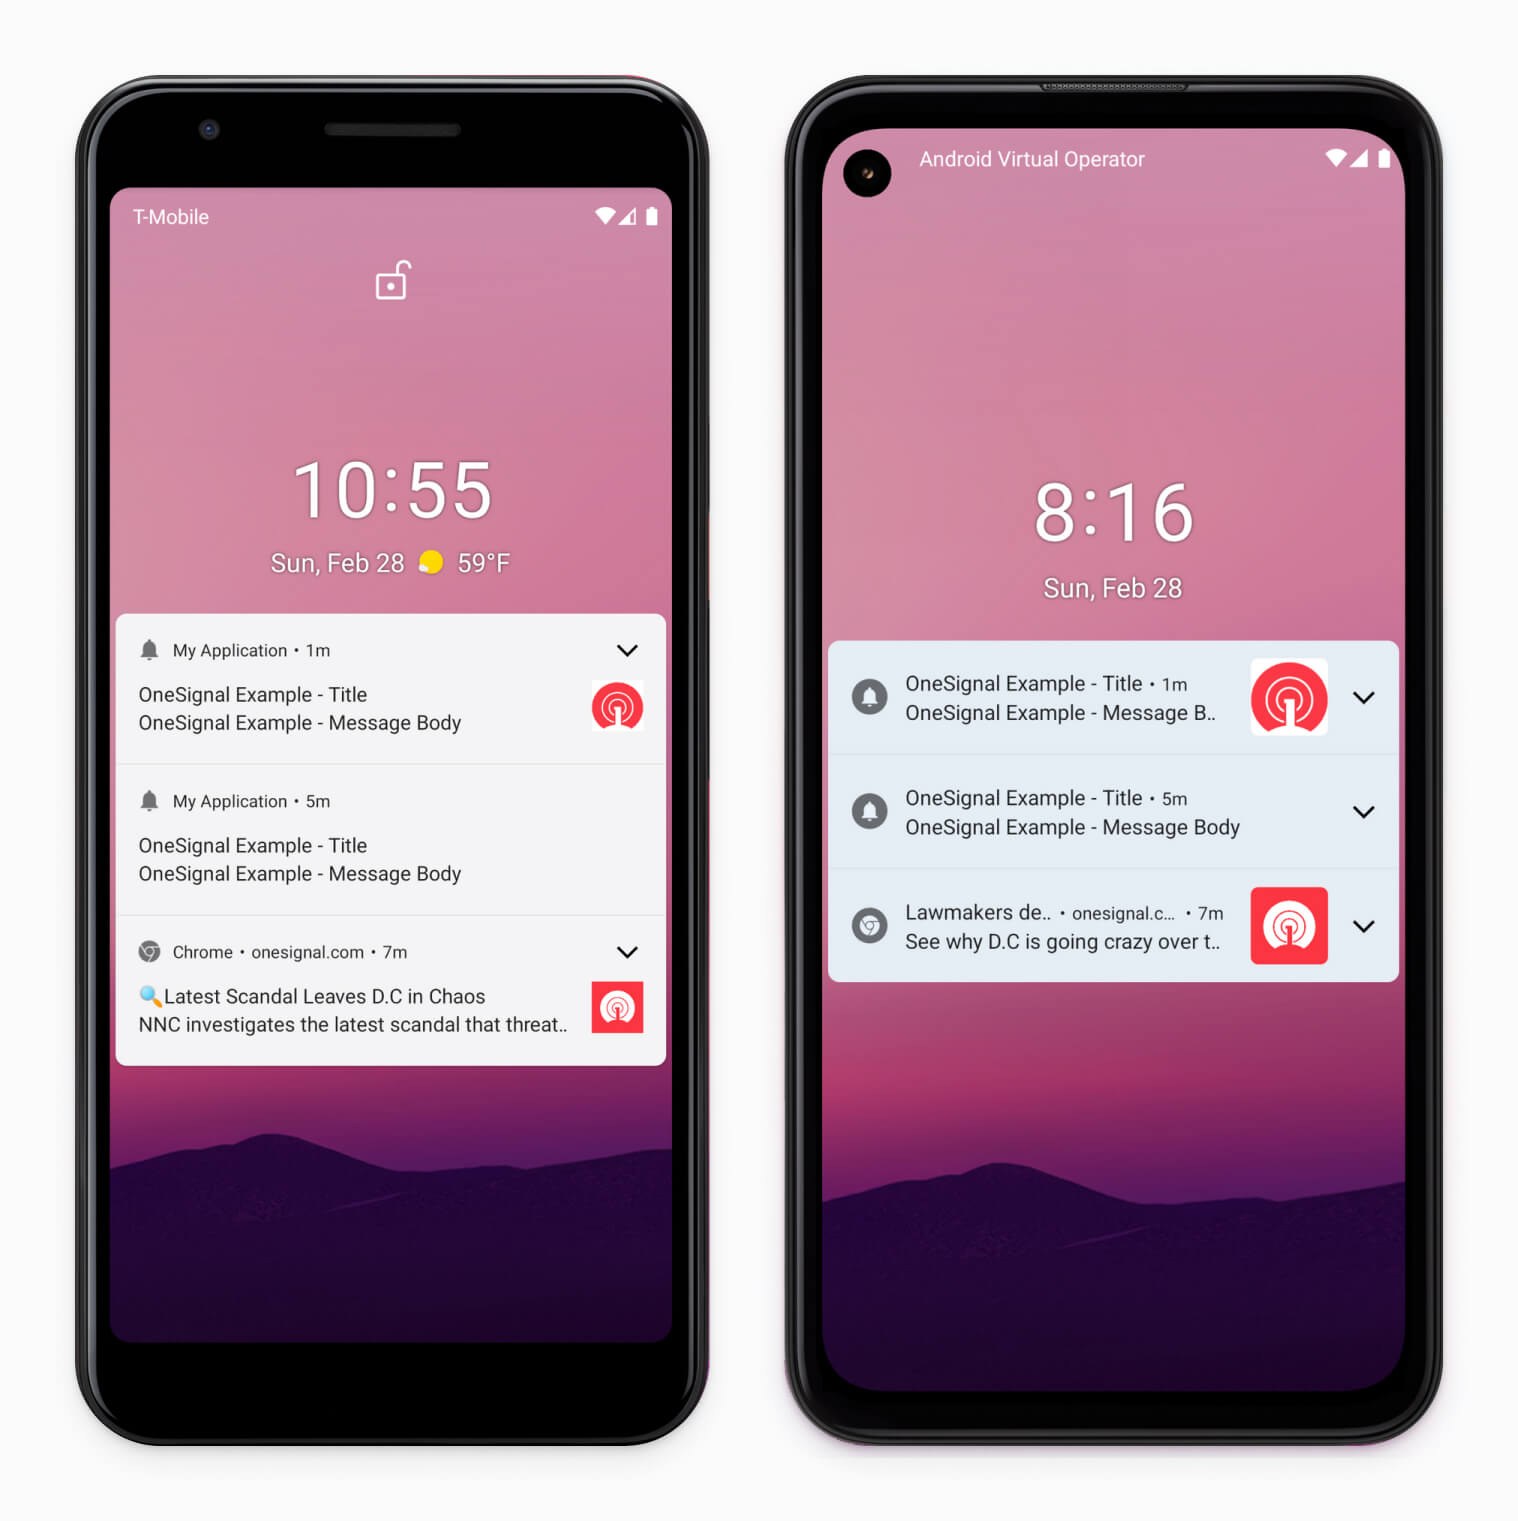 T-Mobile
10:55
Sun, Feb 28 59°F
My Application • 1m
OneSignal Example - Title
OneSignal Example - Message Body
My Application • 5m
OneSignal Example - Title
OneSignal Example - Message Body
Chrome • onesignal.com • 7m
🔍Latest Scandal Leaves D.C in Chaos
NNC investigates the latest scandal that threat..
Android Virtual Operator
8:16
Sun, Feb 28
OneSignal Example - Title • 1m
OneSignal Example - Message B..
OneSignal Example - Title • 5m
OneSignal Example - Message Body
Lawmakers de.. • onesignal.c... • 7m
See why D.C is going crazy over t..